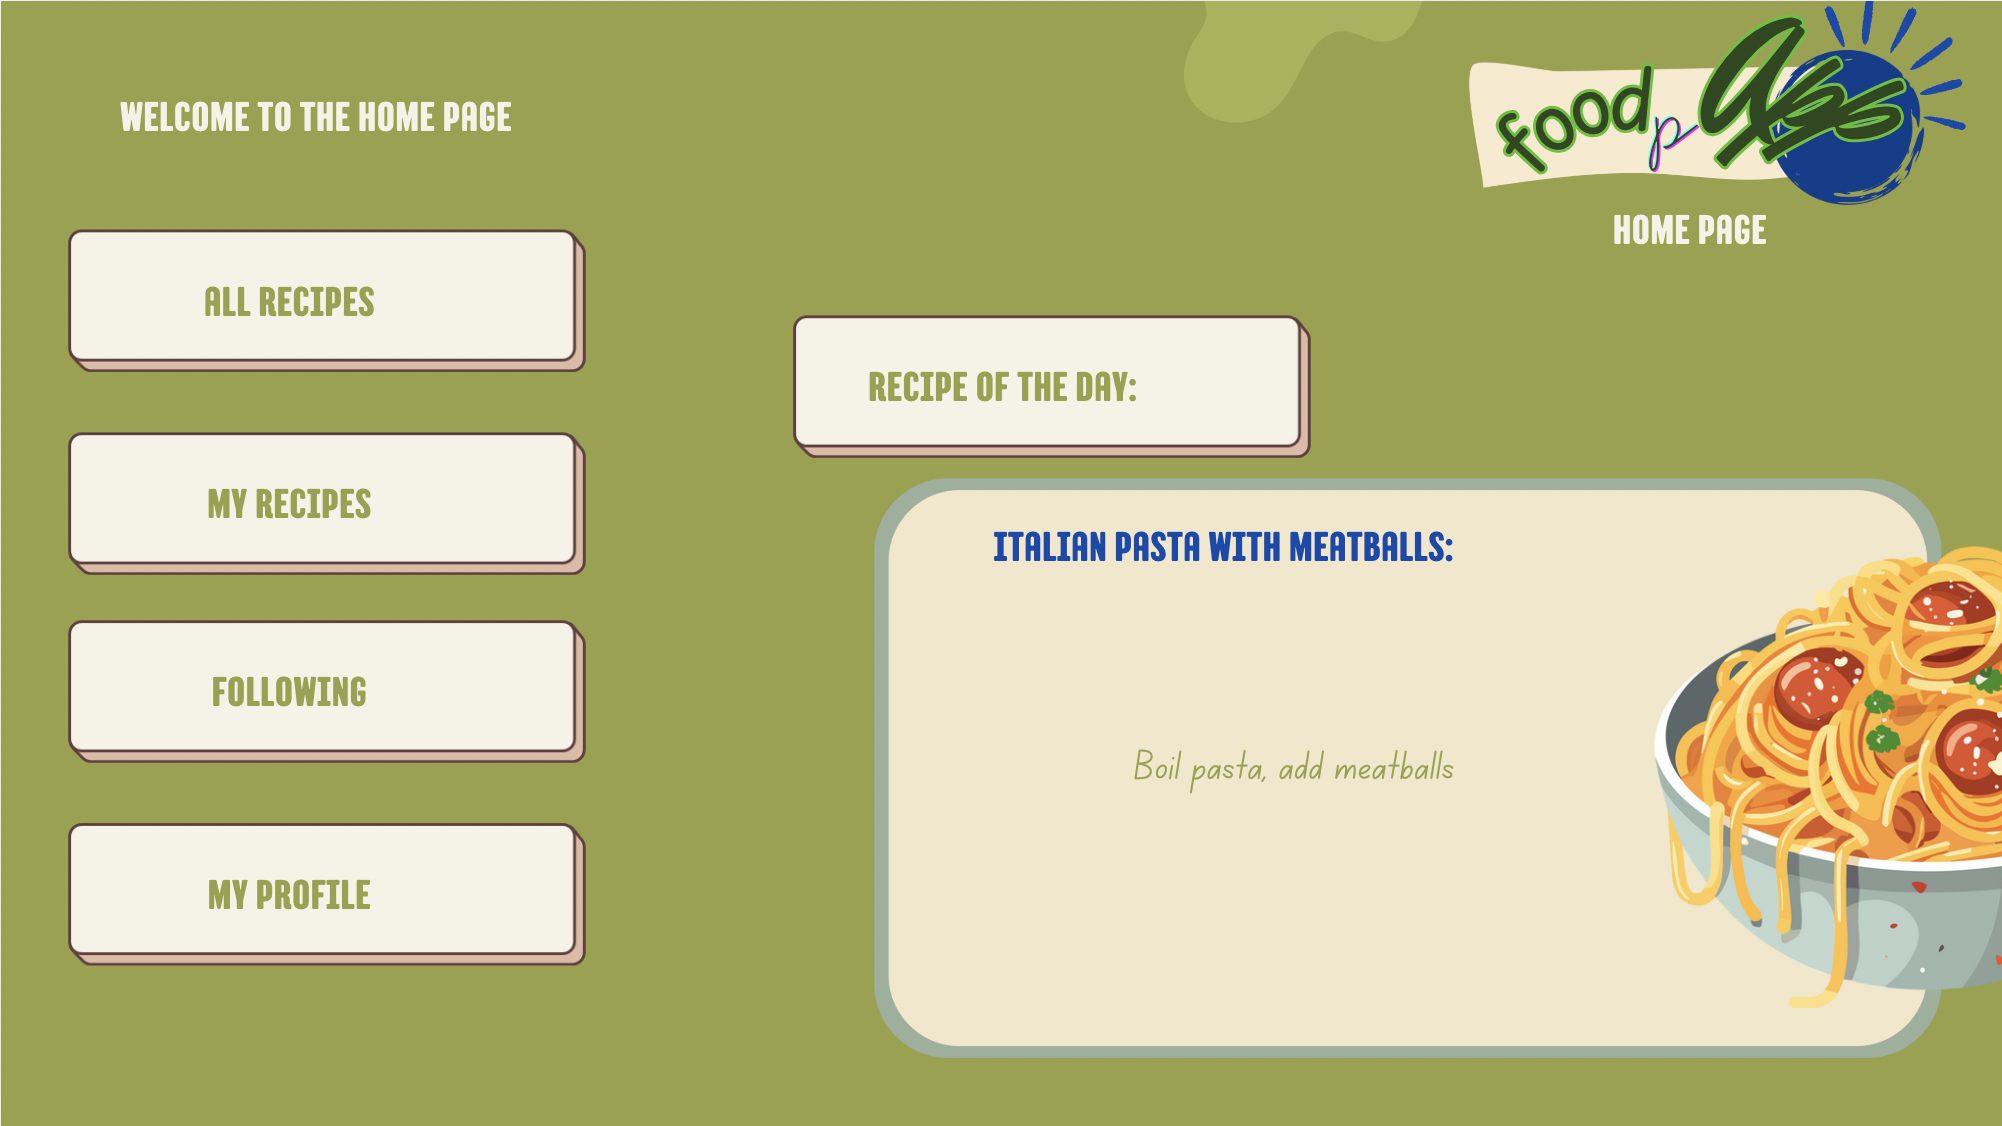 WELCOME TO THE HOME PAGE
food p
HOME PAGE
ALL RECIPES
RECIPE OF THE DAY:
MY RECIPES
ITALIAN PASTA WITH MEATBALLS:
FOLLOWING
Boil pasta, add meatballs
MY PROFILE